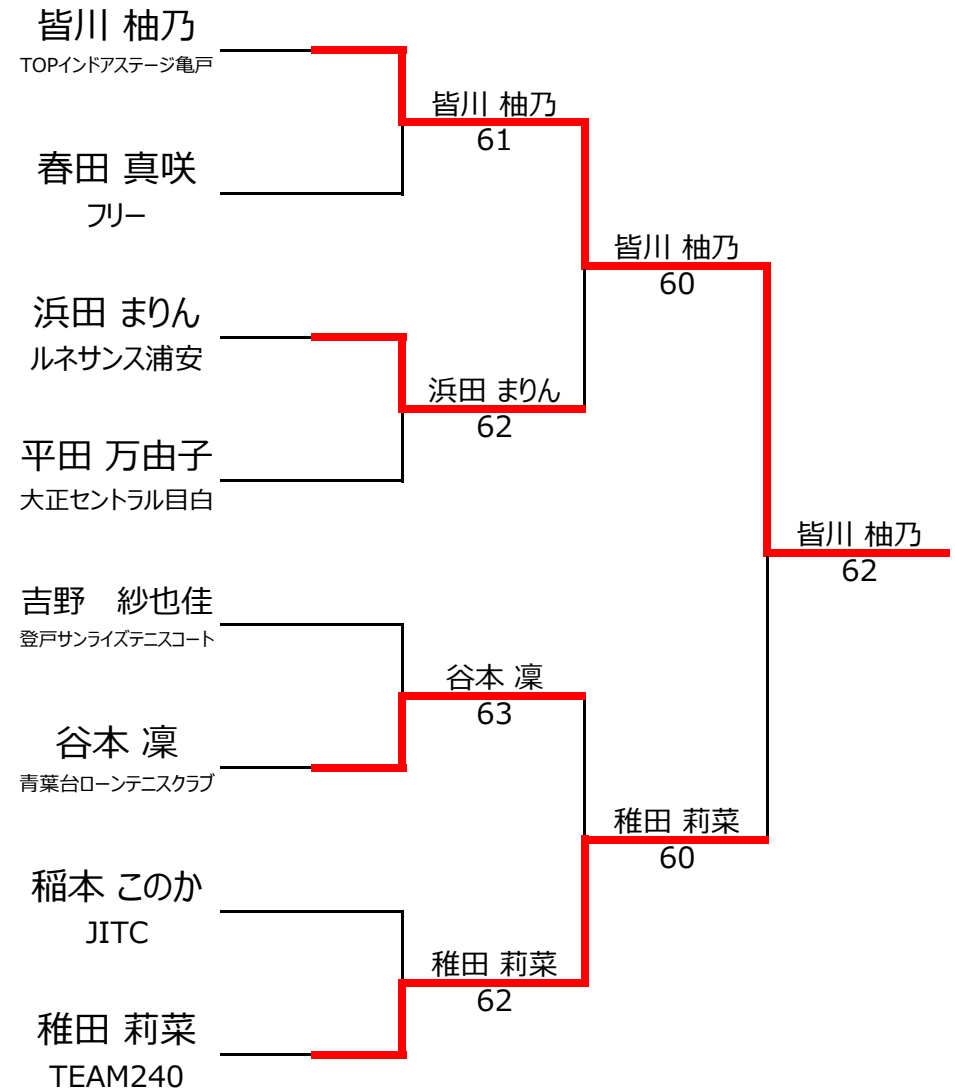 皆川 柚乃
TOPインドアステージ亀戸
皆川 柚乃
61
春田 真咲
フリー
皆川 柚乃
60
浜田 まりん
ルネサンス浦安
浜田 まりん
62
平田 万由子
大正セントラル目白
皆川 柚乃
62
吉野　紗也佳
登戸サンライズテニスコート
谷本 凜
63
谷本 凜
青葉台ローンテニスクラブ
稚田 莉菜
60
稲本 このか
JITC
稚田 莉菜
62
稚田 莉菜
TEAM240